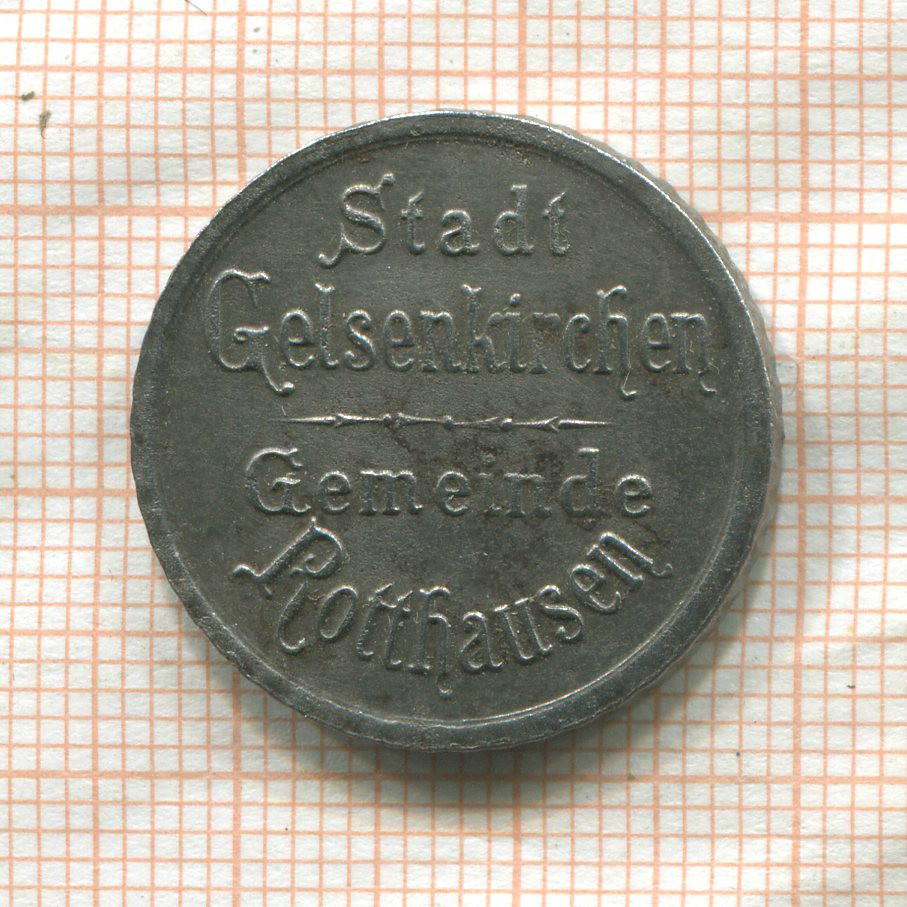 Stadt
Gelsenkirchen
Gemeinde
Rotthausen